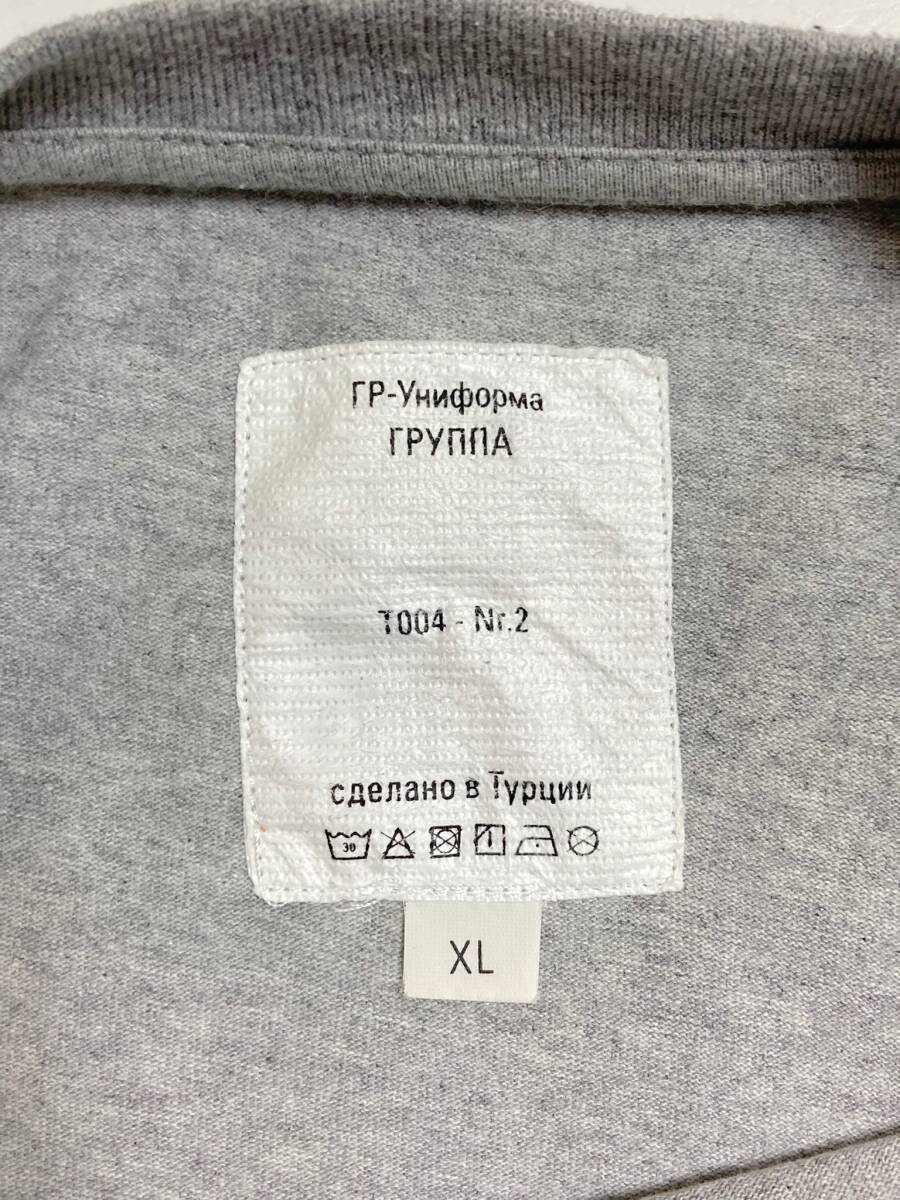 ГР-Униформа
ГРУППА
T004 - Nr.2
сделано в Турции
30
XL